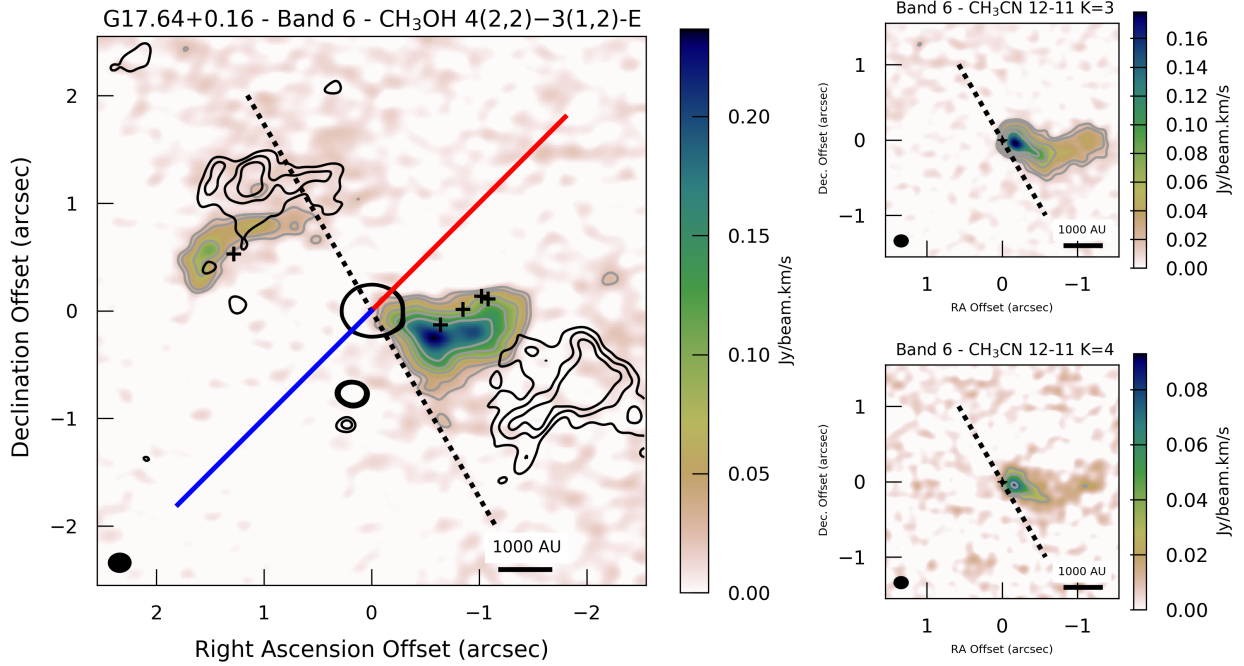 G17.64+0.16 - Band 6 - CH₃OH 4(2,2)−3(1,2)-E
Declination Offset (arcsec)
2
1
0
−1
−2
2
1
0
−1
−2
Right Ascension Offset (arcsec)
1000 AU
0.20
0.15
0.10
0.05
0.00
Jy/beam.km/s
Band 6 - CH₃CN 12-11 K=3
Dec. Offset (arcsec)
1
0
−1
1
0
−1
RA Offset (arcsec)
1000 AU
0.16
0.14
0.12
0.10
0.08
0.06
0.04
0.02
0.00
Jy/beam.km/s
Band 6 - CH₃CN 12-11 K=4
Dec. Offset (arcsec)
1
0
−1
1
0
−1
RA Offset (arcsec)
1000 AU
0.08
0.06
0.04
0.02
0.00
Jy/beam.km/s